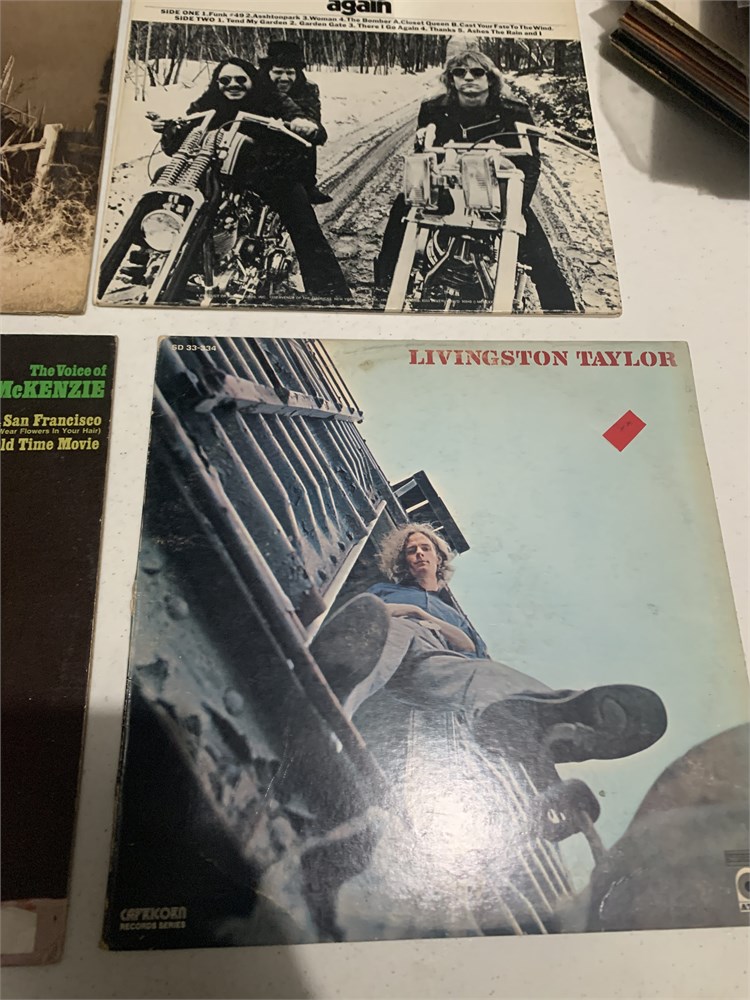 again
SIDE ONE 1.Funk #49 2.Asshtonpark 3.Woman 4.The Bomber A.Closet Queen B. Cast Your Fate To The Wind.
SIDE TWO 1. Tend My Garden 2. Garden Gate 3. There I Go Again 4. Thanks 5. Ashes The Rain and I
The Voice of
McKENZIE
San Francisco
Wear Flowers In Your Hair)
ld Time Movie
SD 33-334
LIVINGSTON TAYLOR
CAPRICORN
RECORDS SERIES